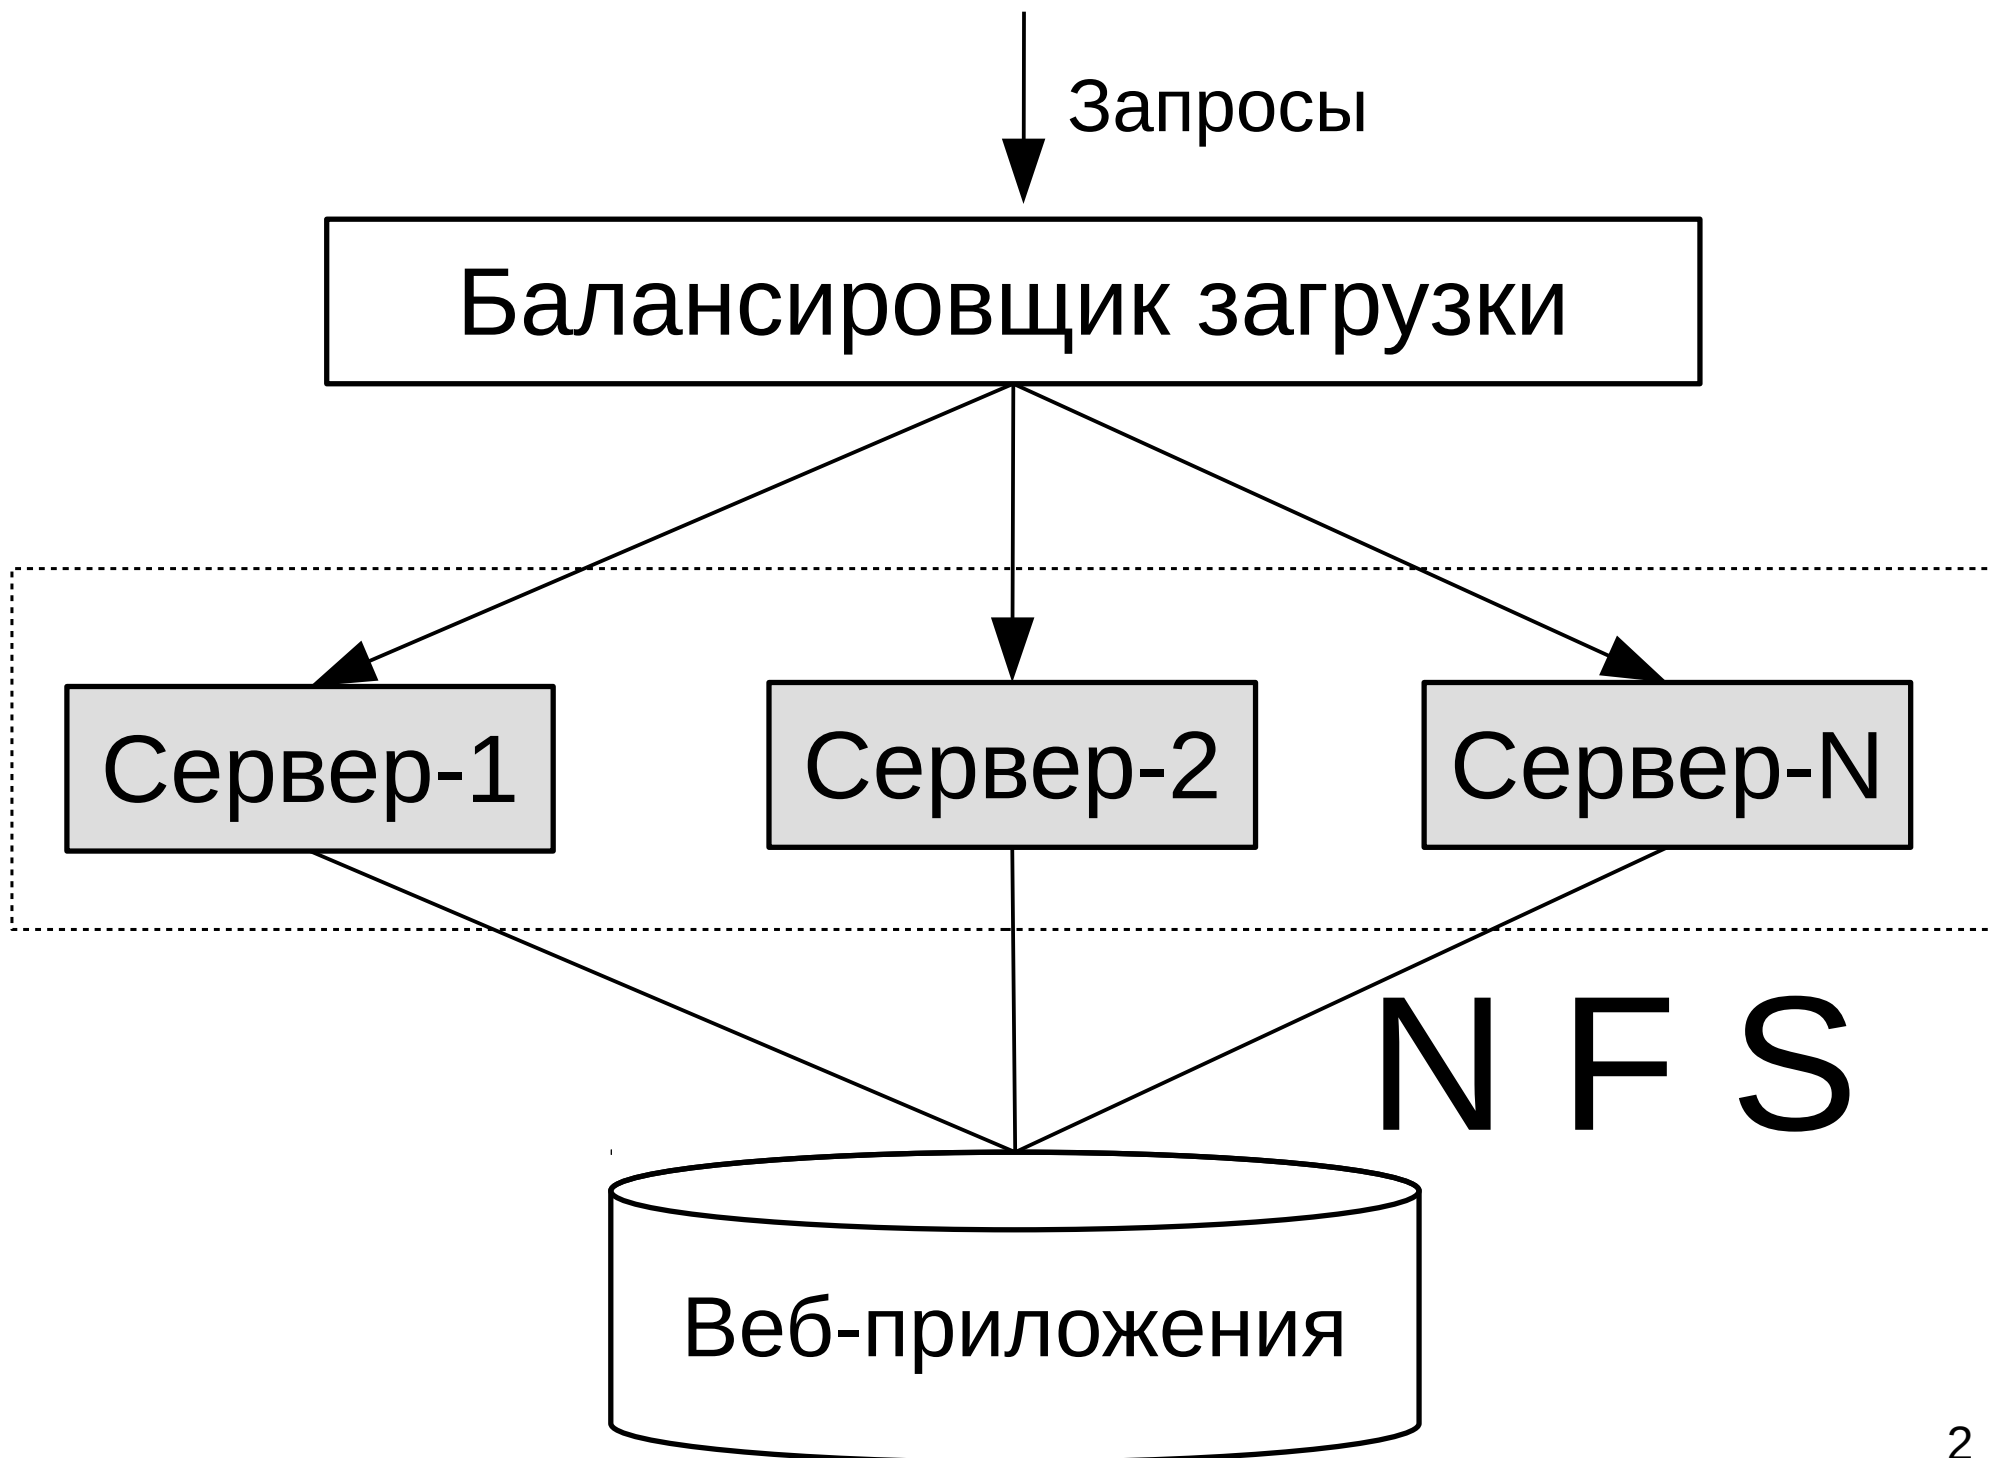 Запросы
Балансировщик загрузки
Сервер-1
Сервер-2
Сервер-N
N F S
Веб-приложения
2